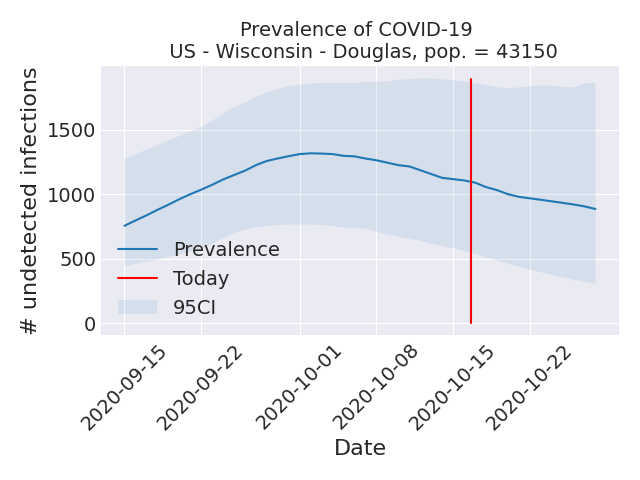 Prevalence of COVID-19
US - Wisconsin - Douglas, pop. = 43150
# undetected infections
1500
1000
500
0
Prevalence
Today
95CI
2020-09-15
2020-09-22
2020-10-01
2020-10-08
2020-10-15
2020-10-22
Date